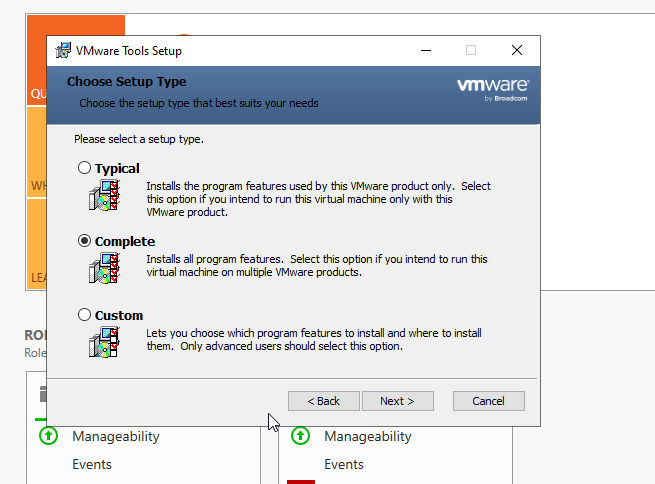 VMware Tools Setup
Choose Setup Type
Choose the setup type that best suits your needs
vmware
by Broadcom
QU
WH
LEA
Please select a setup type.
Typical
Installs the program features used by this VMware product only. Select
this option if you intend to run this virtual machine only with this
VMware product.
Complete
Installs all program features. Select this option if you intend to run this
virtual machine on multiple VMware products.
Custom
Lets you choose which program features to install and where to install
them. Only advanced users should select this option.
RO
Role
< Back
Next >
Cancel
Manageability
Events
Manageability
Events